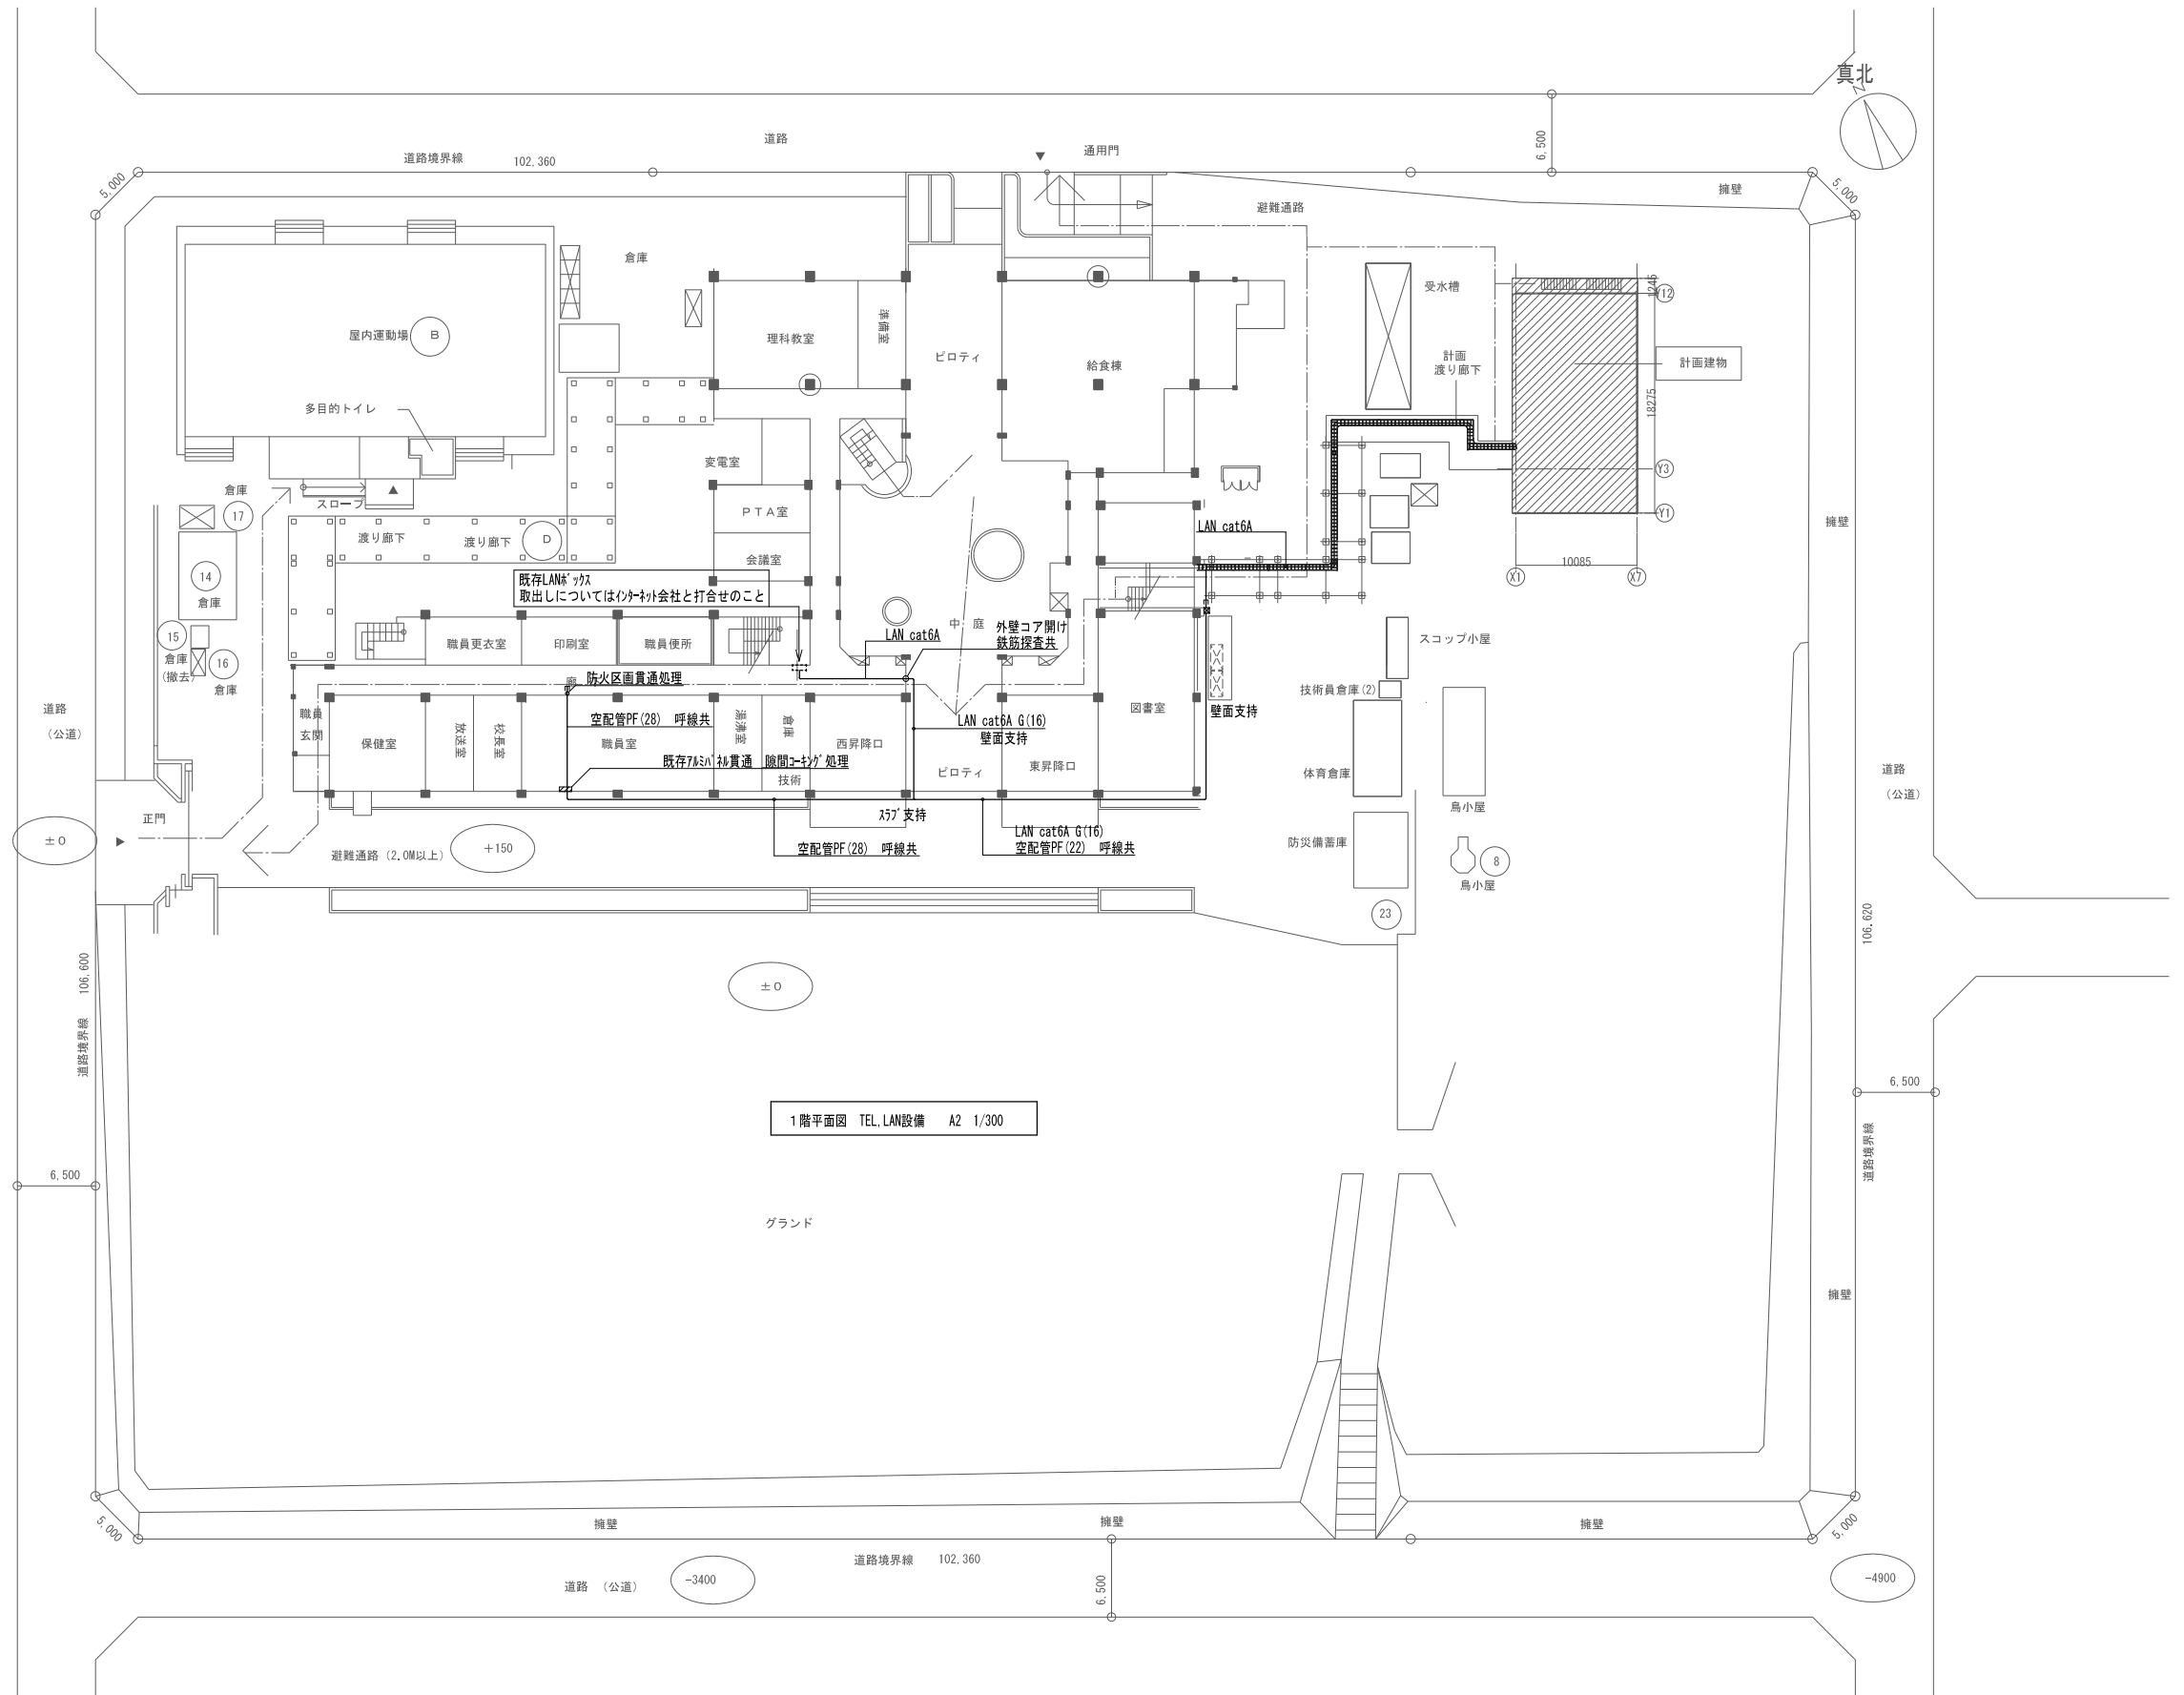 真北
N
道路
通用門
道路境界線 102,360
6,500
5,000
5,000
擁壁
避難通路
倉庫
受水槽
1245
Y12
屋内運動場 B
理科教室
準備室
ピロティ
給食棟
計画
渡り廊下
計画建物
18275
多目的トイレ
変電室
Y3
倉庫
17
スロープ
PTA室
Y1
LAN cat6A
擁壁
渡り廊下
渡り廊下 D
会議室
10085
X1
X7
14
倉庫
既存LANﾎﾞｯｸｽ
取出しについてはｲﾝﾀｰﾈｯﾄ会社と打合せのこと
中庭
外壁コア開け
鉄筋探査共
LAN cat6A
15
倉庫
(撤去)
16
倉庫
職員更衣室
印刷室
職員便所
スコップ小屋
廊
防火区画貫通処理
技術員倉庫(2)
道路
(公道)
職員
玄関
空配管PF(28) 呼線共
LAN cat6A G(16)
壁面支持
図書室
壁面支持
保健室
放送室
校長室
職員室
湯沸室
倉庫
西昇降口
既存ｱﾙﾐﾊﾟﾈﾙ貫通 隙間ｺｰｷﾝｸﾞ処理
技術
ピロティ
東昇降口
体育倉庫
道路
(公道)
鳥小屋
正門
±0
ｽﾗﾌﾞ支持
LAN cat6A G(16)
空配管PF(22) 呼線共
空配管PF(28) 呼線共
避難通路(2.0M以上)
+150
防災備蓄庫
8
鳥小屋
23
106,620
106,600
±0
道路境界線
6,500
1階平面図 TEL,LAN設備 A2 1/300
道路境界線
6,500
グランド
擁壁
擁壁
擁壁
擁壁
5,000
5,000
道路境界線 102,360
道路 (公道)
-3400
6,500
-4900